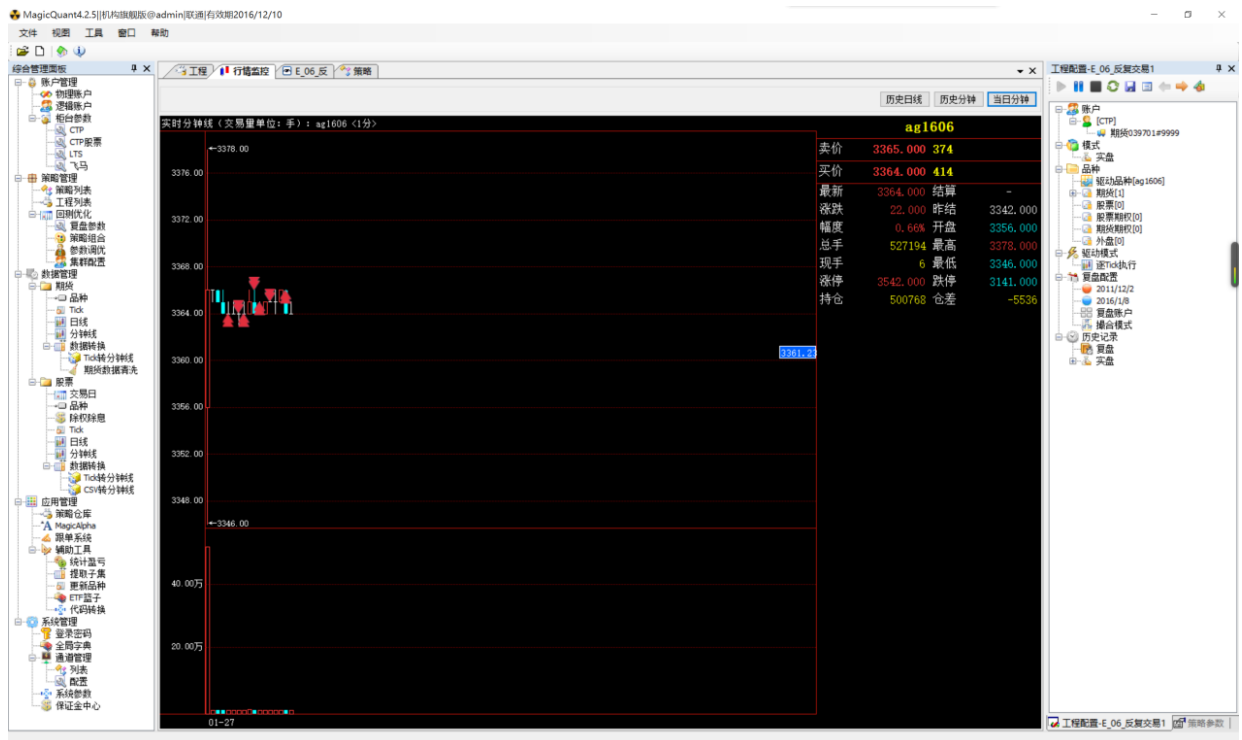 MagicQuant4.2.5||机构旗舰版@admin|联通|有效期2016/12/10
文件 视图 工具 窗口 帮助
综合管理面板
账户管理
物理账户
逻辑账户
柜台参数
CTP
CTP股票
LTS
飞马
策略管理
策略列表
工程列表
回测优化
复盘参数
策略组合
参数调优
集群配置
数据管理
期货
品种
Tick
日线
分钟线
数据转换
Tick转分钟线
期货数据清洗
股票
交易日
品种
除权除息
Tick
日线
分钟线
数据转换
Tick转分钟线
CSV转分钟线
应用管理
策略仓库
MagicAlpha
跟单系统
辅助工具
统计盈亏
提取子集
更新品种
ETF篮子
代码转换
系统管理
登录密码
全局字典
通道管理
列表
配置
系统参数
保证金中心
工程 行情监控 E_06_反 策略
历史日线 历史分钟 当日分钟
实时分钟线(交易量单位:手):ag1606<1分>
←3378.00
3376.00
3372.00
3368.00
3364.00
3360.00
3356.00
3352.00
3348.00
←3346.00
3361.27
40.00万
20.00万
01-27
ag1606
卖价 3365.000 374
买价 3364.000 414
最新 3364.000 结算 -
涨跌 22.000 昨结 3342.000
幅度 0.66% 开盘 3356.000
总手 527194 最高 3378.000
现手 6 最低 3346.000
涨停 3542.000 跌停 3141.000
持仓 500768 仓差 -5536
工程配置-E_06_反复交易1
账户
[CTP]
期货039701#9999
模式
实盘
品种
驱动品种[ag1606]
期货[1]
股票[0]
股票期权[0]
期货期权[0]
外盘[0]
驱动模式
逐Tick执行
复盘配置
2011/12/2
2016/1/8
复盘账户
撮合模式
历史记录
复盘
实盘
工程配置-E_06_反复交易1 策略参数